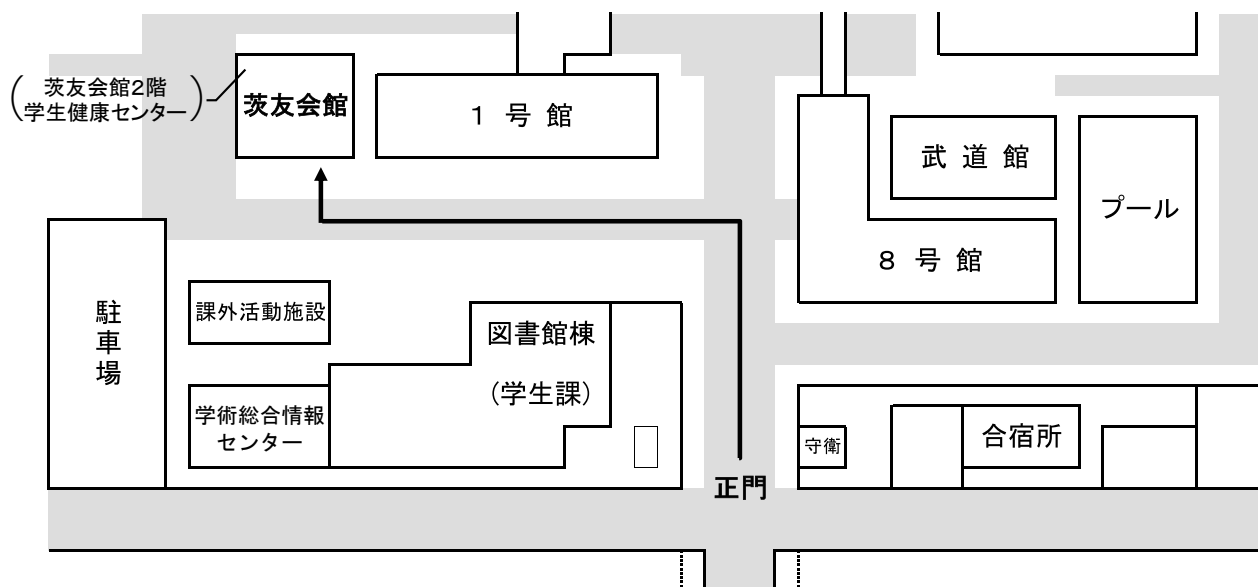 茨友会館2階
学生健康センター
茨友会館
1号館
武道館
プール
8号館
駐車場
課外活動施設
図書館棟
(学生課)
学術総合情報
センター
守衛
合宿所
正門